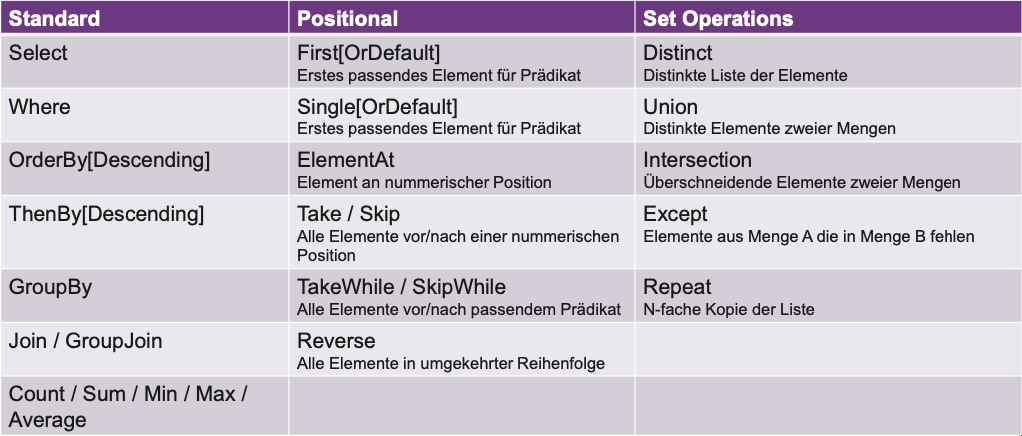 Standard
Positional
Set Operations
Select
First[OrDefault]
Erstes passendes Element für Prädikat
Distinct
Distinkte Liste der Elemente
Where
Single[OrDefault]
Erstes passendes Element für Prädikat
Union
Distinkte Elemente zweier Mengen
OrderBy[Descending]
ElementAt
Element an nummerischer Position
Intersection
Überschneidende Elemente zweier Mengen
ThenBy[Descending]
Take / Skip
Alle Elemente vor/nach einer nummerischen
Position
Except
Elemente aus Menge A die in Menge B fehlen
GroupBy
TakeWhile / SkipWhile
Alle Elemente vor/nach passendem Prädikat
Repeat
N-fache Kopie der Liste
Join / GroupJoin
Reverse
Alle Elemente in umgekehrter Reihenfolge
Count / Sum / Min / Max /
Average